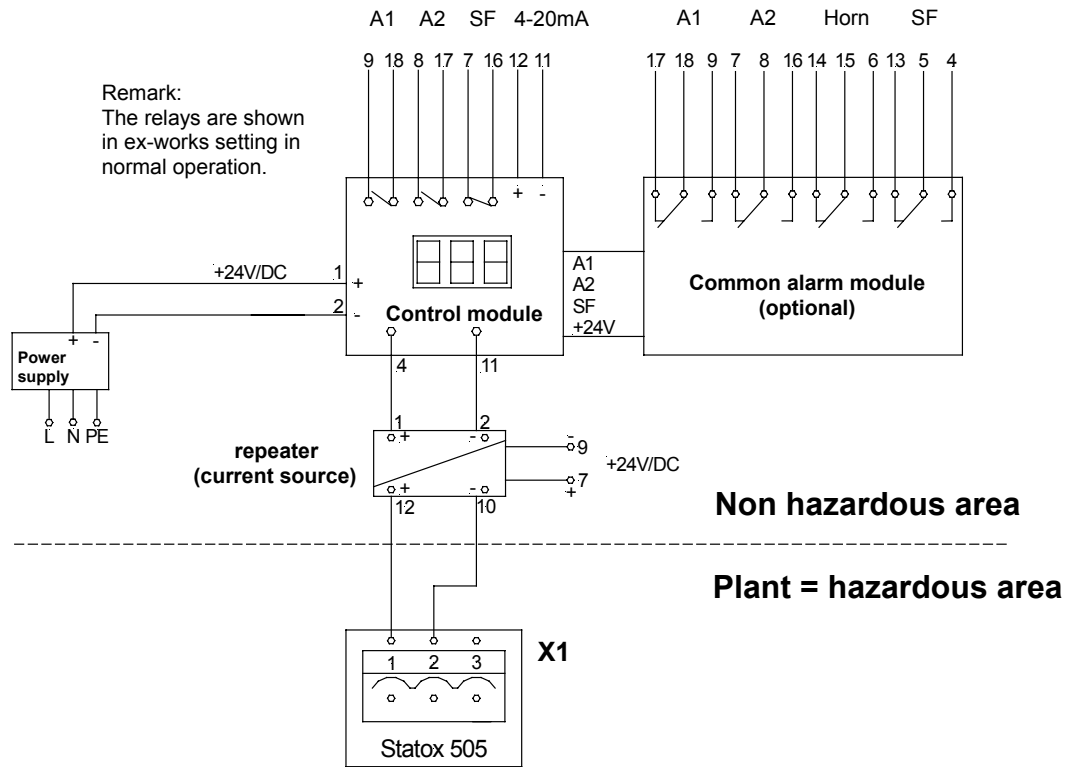 A1 A2 SF 4-20mA
A1 A2 Horn SF
9 18 8 17 7 16 12 11
17 18 9 7 8 16 14 15 6 13 5 4
Remark:
The relays are shown
in ex-works setting in
normal operation.
+ -
+24V/DC
1 +
2 -
Control module
4 11
A1
A2
SF
+24V
Common alarm module
(optional)
+ -
Power
supply
L N PE
repeater
(current source)
1 2
+ -
+ -
12 10
- 9
7 +
+24V/DC
Non hazardous area
Plant = hazardous area
X1
1 2 3
Statox 505